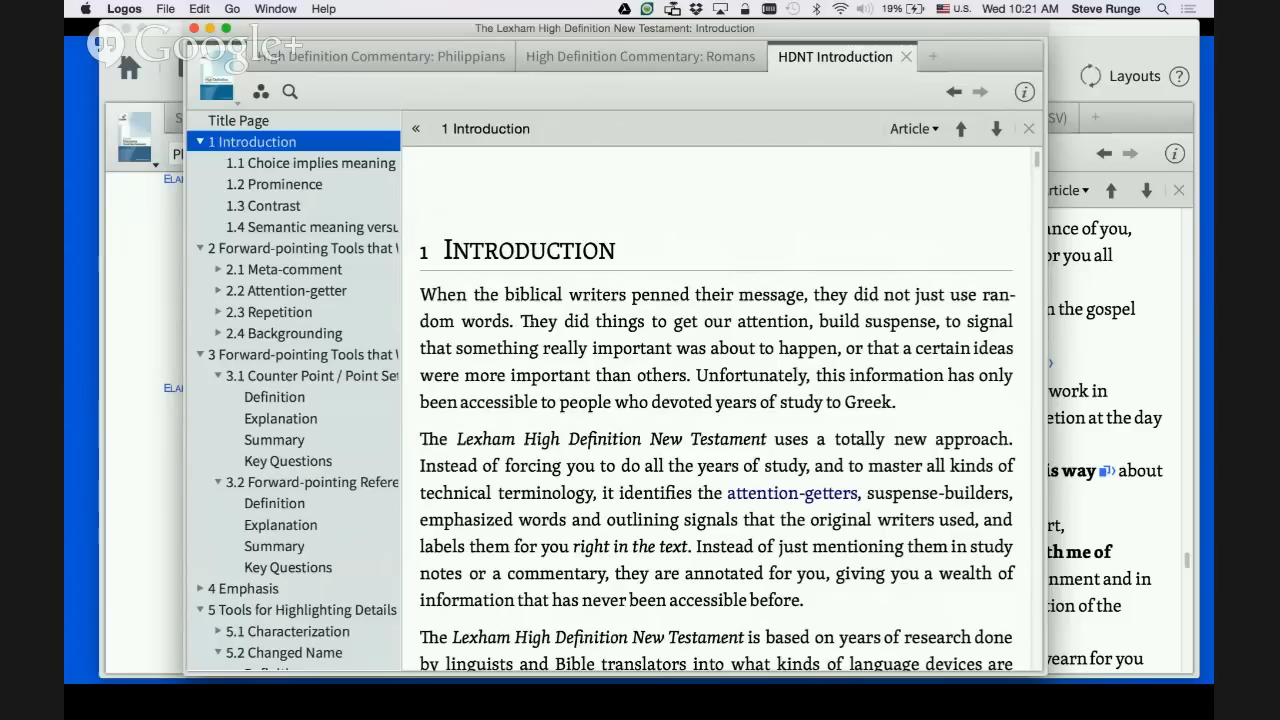 Logos File Edit Go Window Help 19% U.S. Wed 10:21 AM Steve Runge
The Lexham High Definition New Testament: Introduction
Google+
High Definition Commentary: Philippians High Definition Commentary: Romans HDNT Introduction
Layouts
SV)
Title Page
1 Introduction
1.1 Choice implies meaning
1.2 Prominence
1.3 Contrast
1.4 Semantic meaning versu
2 Forward-pointing Tools that
2.1 Meta-comment
2.2 Attention-getter
2.3 Repetition
2.4 Backgrounding
3 Forward-pointing Tools that
3.1 Counter Point / Point Set
Definition
Explanation
Summary
Key Questions
3.2 Forward-pointing Refere
Definition
Explanation
Summary
Key Questions
4 Emphasis
5 Tools for Highlighting Details
5.1 Characterization
5.2 Changed Name
« 1 Introduction Article
1 INTRODUCTION
When the biblical writers penned their message, they did not just use ran-
dom words. They did things to get our attention, build suspense, to signal
that something really important was about to happen, or that a certain ideas
were more important than others. Unfortunately, this information has only
been accessible to people who devoted years of study to Greek.
The Lexham High Definition New Testament uses a totally new approach.
Instead of forcing you to do all the years of study, and to master all kinds of
technical terminology, it identifies the attention-getters, suspense-builders,
emphasized words and outlining signals that the original writers used, and
labels them for you right in the text. Instead of just mentioning them in study
notes or a commentary, they are annotated for you, giving you a wealth of
information that has never been accessible before.
The Lexham High Definition New Testament is based on years of research done
by linguists and Bible translators into what kinds of language devices are
S
Pl
ELAB
ELAB
rticle
nce of you,
or you all
n the gospel
work in
etion at the day
is way about
rt,
th me of
nment and in
tion of the
yearn for you